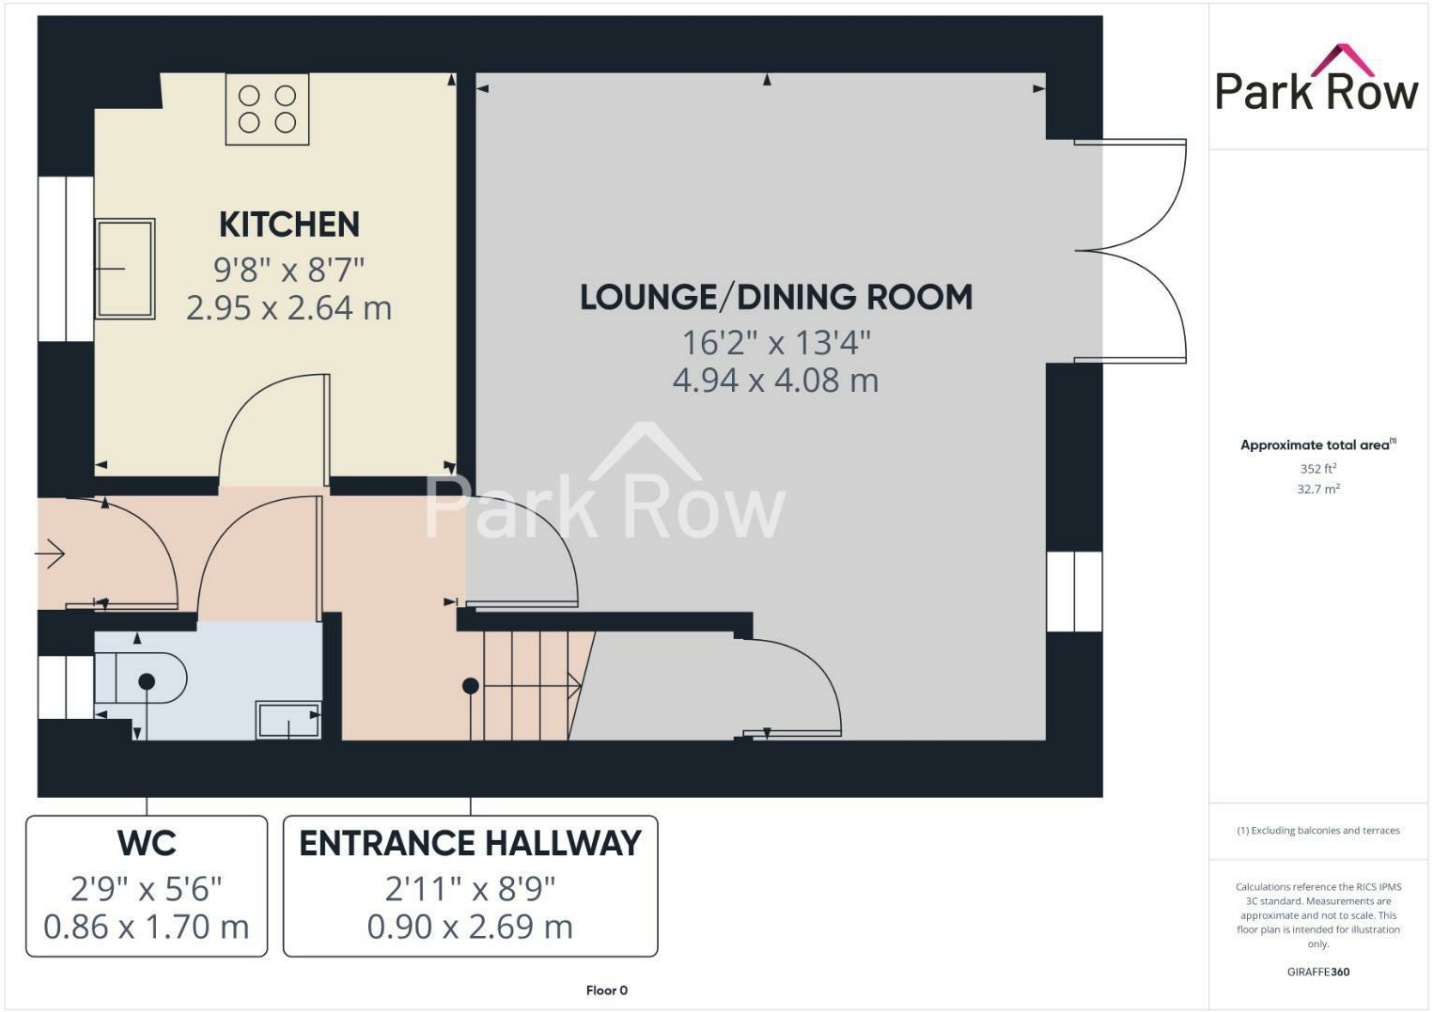 KITCHEN
9'8" x 8'7"
2.95 x 2.64 m
LOUNGE/DINING ROOM
16'2" x 13'4"
4.94 x 4.08 m
Park Row
WC
2'9" x 5'6"
0.86 x 1.70 m
ENTRANCE HALLWAY
2'11" x 8'9"
0.90 x 2.69 m
Floor 0
Park Row
Approximate total area(1)
352 ft²
32.7 m²
(1) Excluding balconies and terraces
Calculations reference the RICS IPMS
3C standard. Measurements are
approximate and not to scale. This
floor plan is intended for illustration
only.
GIRAFFE360